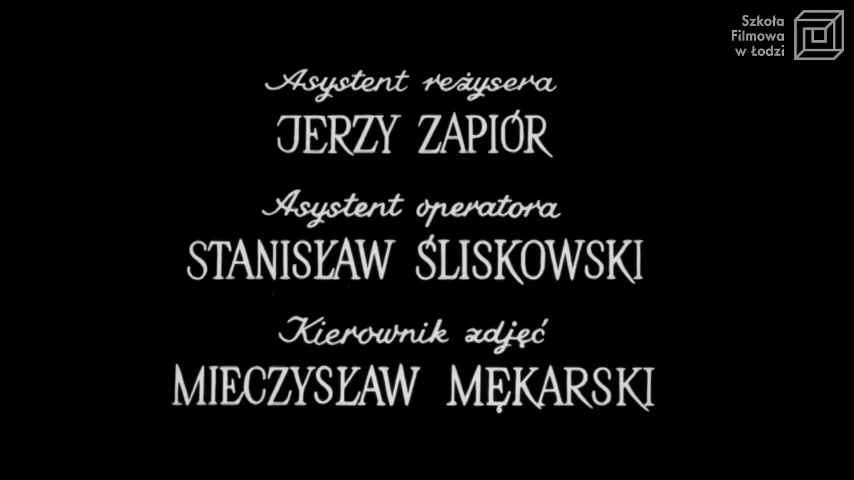 Szkoła
Filmowa
w Łodzi
Asystent reżysera
JERZY ZAPIÓR
Asystent operatora
STANISŁAW ŚLISKOWSKI
Kierownik zdjęć
MIECZYSŁAW MĘKARSKI